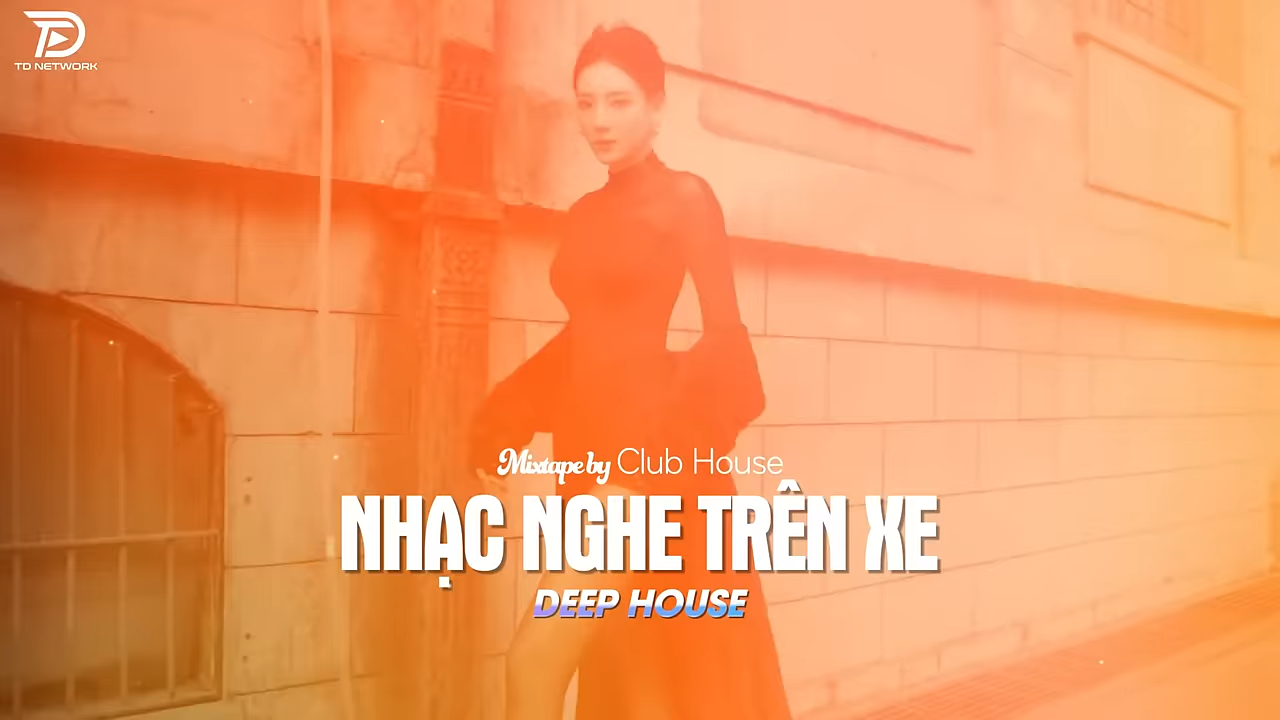 TD NETWORK
Mixtape by Club House
NHẠC NGHE TRÊN XE
DEEP HOUSE